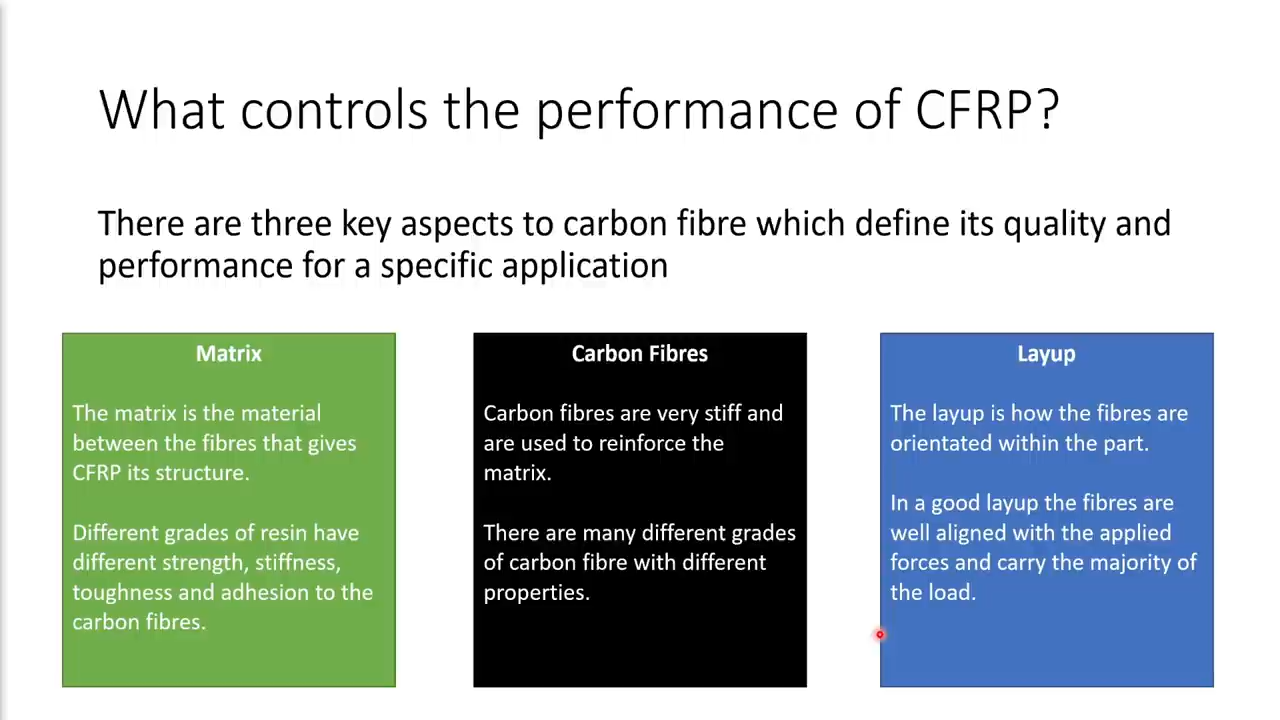 What controls the performance of CFRP?
There are three key aspects to carbon fibre which define its quality and
performance for a specific application
Matrix
The matrix is the material
between the fibres that gives
CFRP its structure.
Different grades of resin have
different strength, stiffness,
toughness and adhesion to the
carbon fibres.
Carbon Fibres
Carbon fibres are very stiff and
are used to reinforce the
matrix.
There are many different grades
of carbon fibre with different
properties.
Layup
The layup is how the fibres are
orientated within the part.
In a good layup the fibres are
well aligned with the applied
forces and carry the majority of
the load.